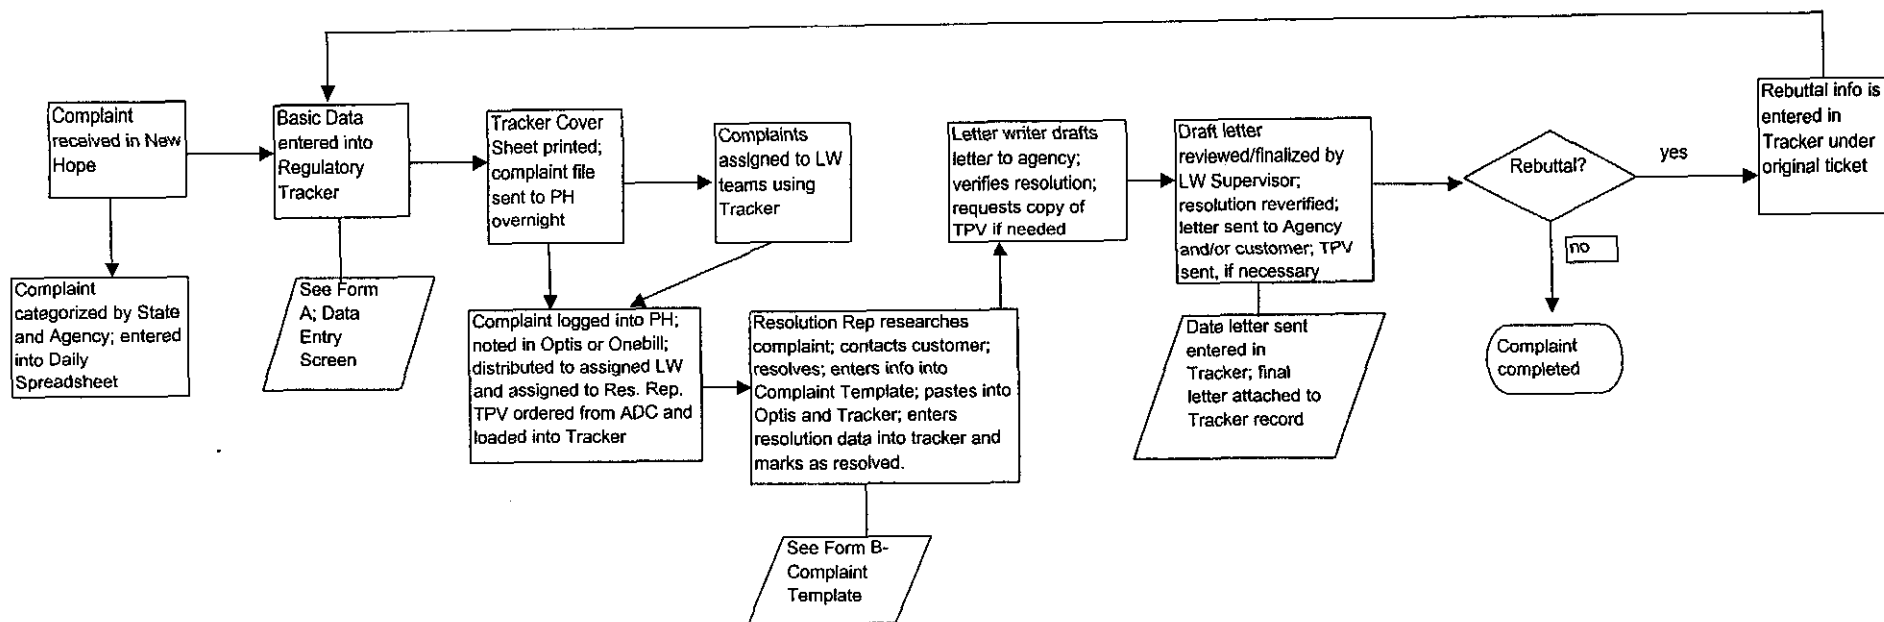 Complaint
received in New
Hope
Basic Data
entered into
Regulatory
Tracker
Tracker Cover
Sheet printed;
complaint file
sent to PH
overnight
Complaints
assigned to LW
teams using
Tracker
Letter writer drafts
letter to agency;
verifies resolution;
requests copy of
TPV if needed
Draft letter
reviewed/finalized by
LW Supervisor;
resolution reverified;
letter sent to Agency
and/or customer; TPV
sent, if necessary
Rebuttal?
yes
Rebuttal info is
entered in
Tracker under
original ticket
no
Complaint
categorized by State
and Agency; entered
into Daily
Spreadsheet
See Form
A; Data
Entry
Screen
Complaint logged into PH;
noted in Optis or Onebill;
distributed to assigned LW
and assigned to Res. Rep.
TPV ordered from ADC and
loaded into Tracker
Resolution Rep researches
complaint; contacts customer;
resolves; enters info into
Complaint Template; pastes into
Optis and Tracker; enters
resolution data into tracker and
marks as resolved.
Date letter sent
entered in
Tracker; final
letter attached to
Tracker record
Complaint
completed
See Form B-
Complaint
Template